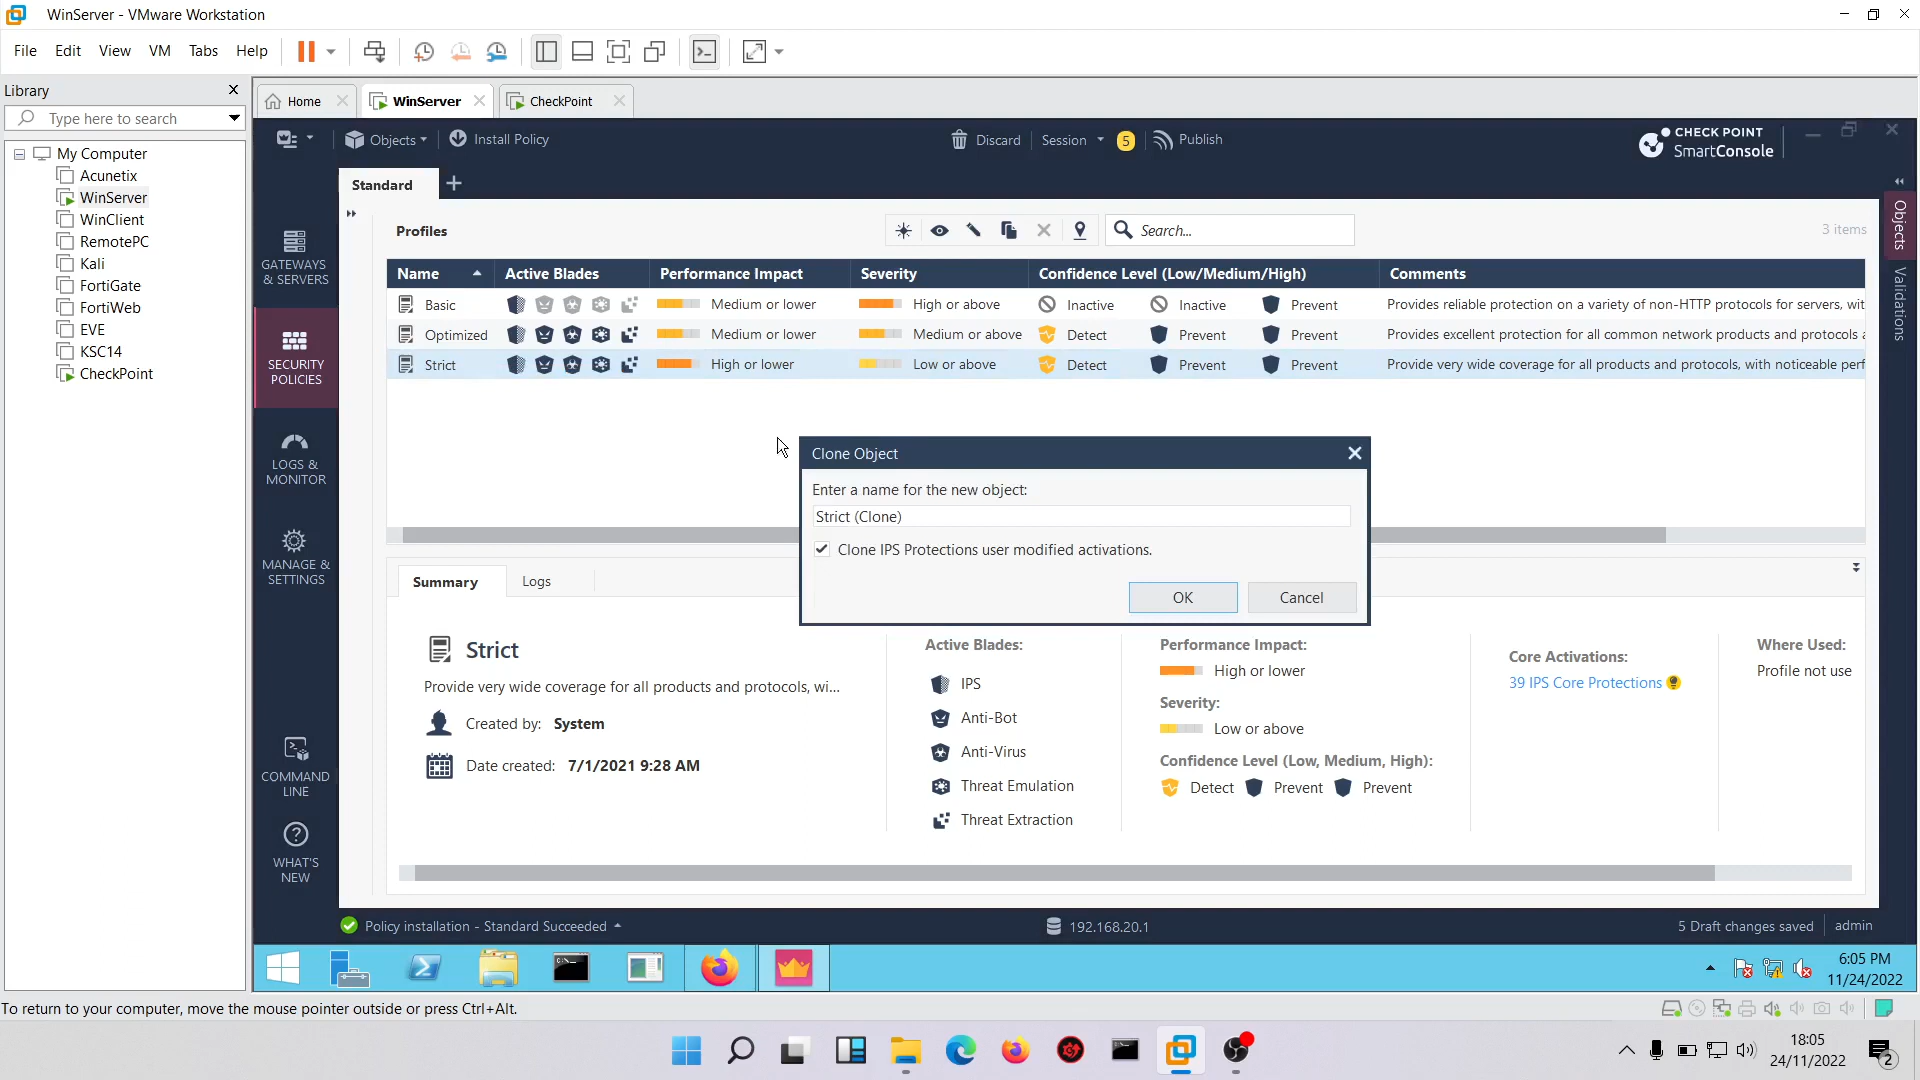 WinServer - VMware Workstation
File Edit View VM Tabs Help
Library
Type here to search
My Computer
Acunetix
WinServer
WinClient
RemotePC
Kali
FortiGate
FortiWeb
EVE
KSC14
CheckPoint
Home
WinServer
CheckPoint
Objects
Install Policy
Discard
Session
5
Publish
CHECK POINT
SmartConsole
Standard
GATEWAYS
& SERVERS
SECURITY
POLICIES
LOGS &
MONITOR
MANAGE &
SETTINGS
COMMAND
LINE
WHAT'S
NEW
Objects
Validations
Profiles
Search...
3 items
Name Active Blades Performance Impact Severity Confidence Level (Low/Medium/High) Comments
Basic Medium or lower High or above Inactive Inactive Prevent Provides reliable protection on a variety of non-HTTP protocols for servers, wit
Optimized Medium or lower Medium or above Detect Prevent Prevent Provides excellent protection for all common network products and protocols
Strict High or lower Low or above Detect Prevent Prevent Provide very wide coverage for all products and protocols, with noticeable perf
Clone Object
Enter a name for the new object:
Strict (Clone)
Clone IPS Protections user modified activations.
OK Cancel
Summary Logs
Strict
Provide very wide coverage for all products and protocols, wi...
Created by: System
Date created: 7/1/2021 9:28 AM
Active Blades:
IPS
Anti-Bot
Anti-Virus
Threat Emulation
Threat Extraction
Performance Impact:
High or lower
Severity:
Low or above
Confidence Level (Low, Medium, High):
Detect Prevent Prevent
Core Activations:
39 IPS Core Protections
Where Used:
Profile not use
Policy installation - Standard Succeeded
192.168.20.1
5 Draft changes saved
admin
6:05 PM
11/24/2022
To return to your computer, move the mouse pointer outside or press Ctrl+Alt.
18:05
24/11/2022
2